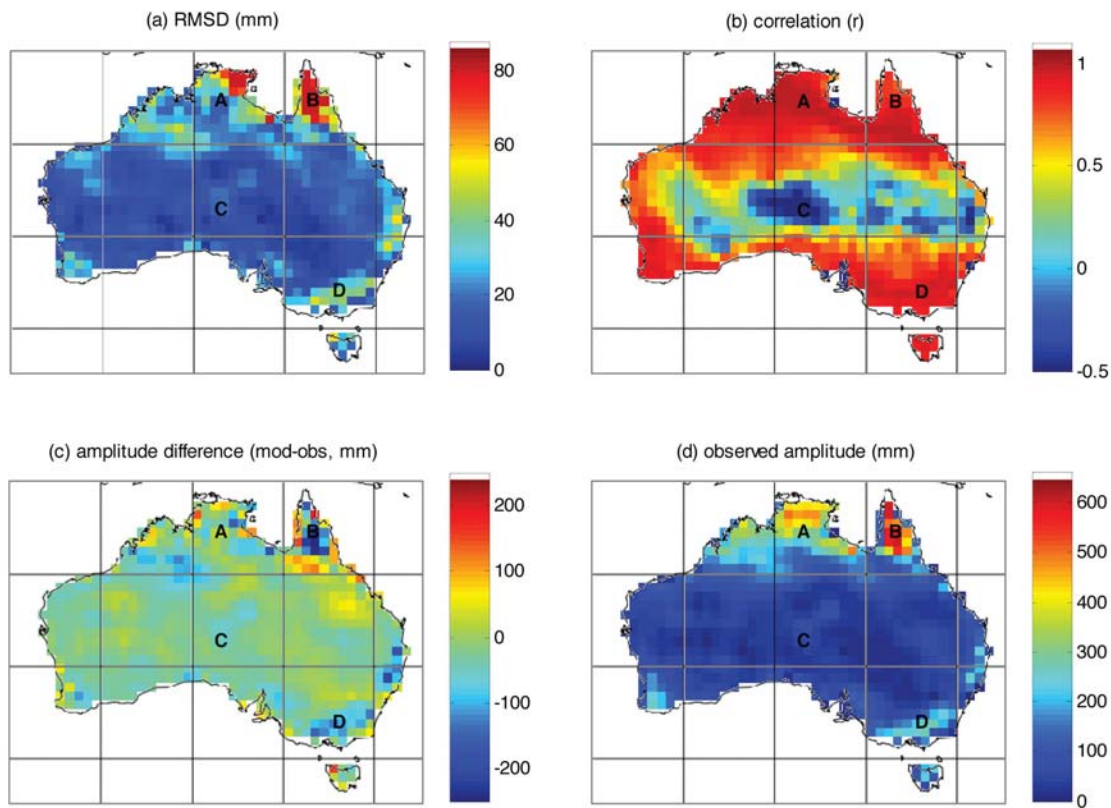 (a) RMSD (mm)
A
B
C
D
80
60
40
20
0
(b) correlation (r)
A
B
C
D
1
0.5
0
-0.5
(c) amplitude difference (mod-obs, mm)
A
B
C
D
200
100
0
-100
-200
(d) observed amplitude (mm)
A
B
C
D
600
500
400
300
200
100
0